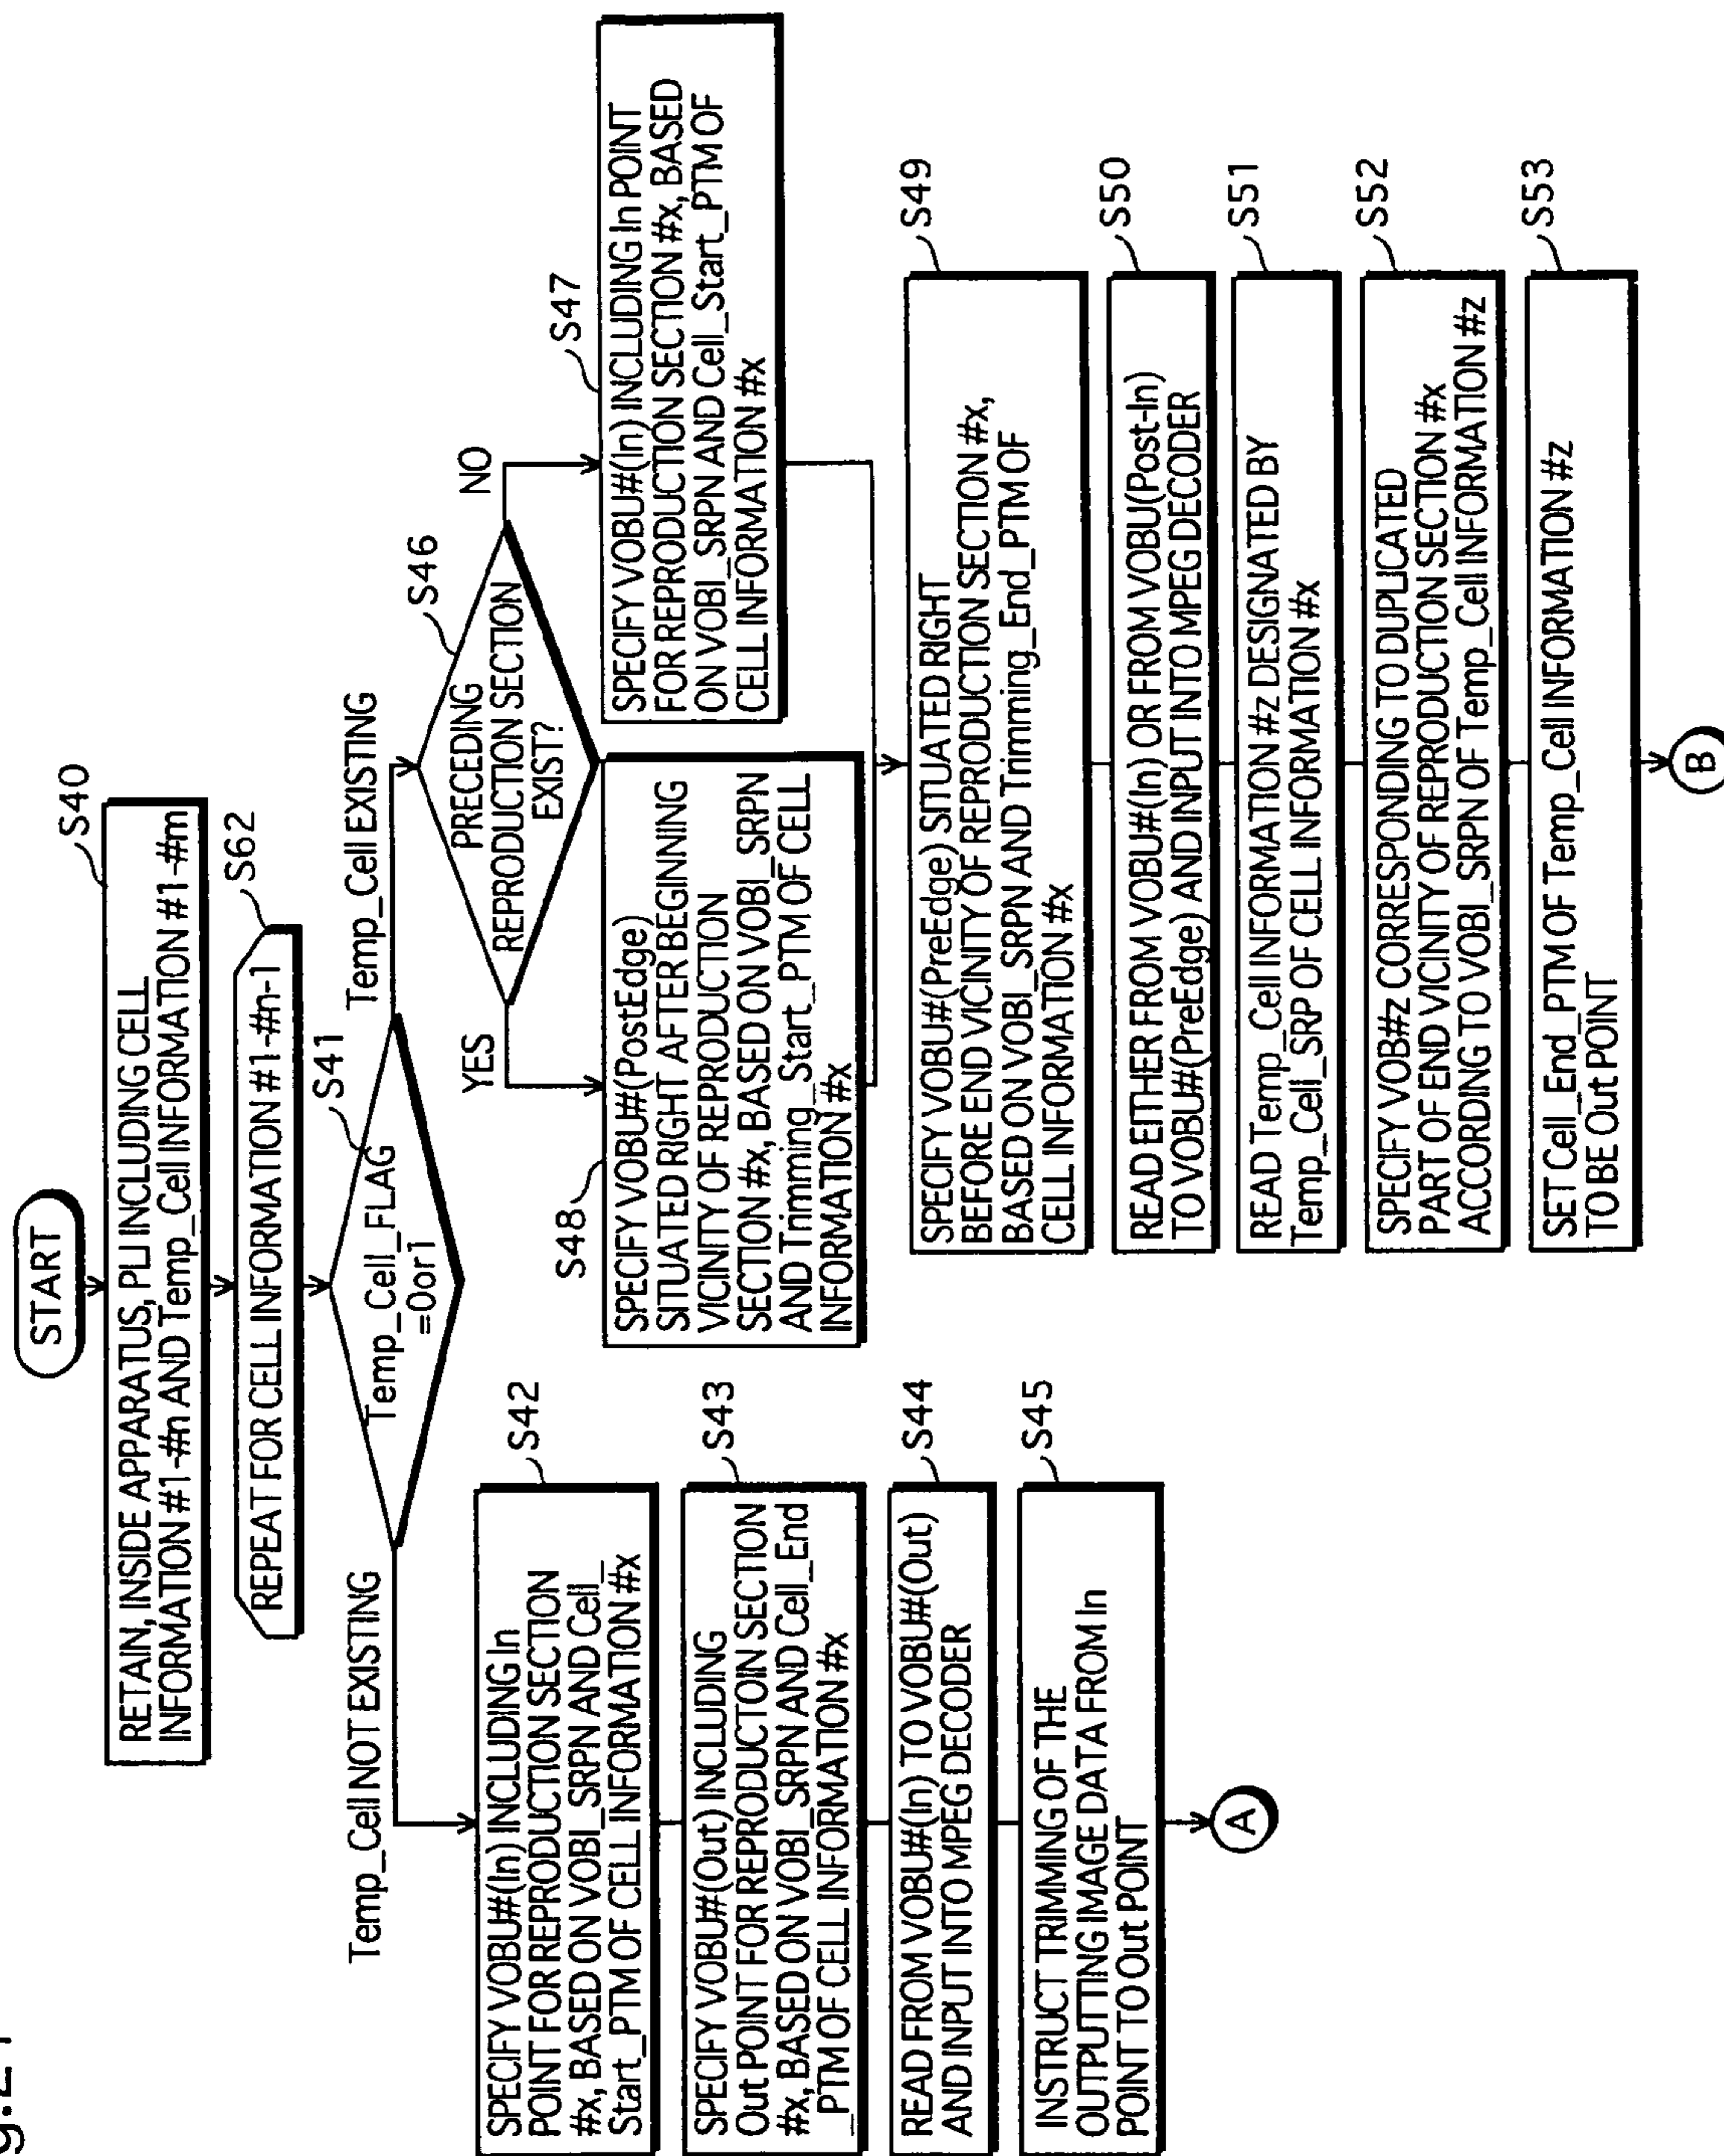 g.21
START
S40
RETAIN, INSIDE APPARATUS, PLI INCLUDING CELL
INFORMATION #1-#n AND Temp_Cell INFORMATION #1-#m
S62
REPEAT FOR CELL INFORMATION #1-#n-1
S41
Temp_Cell_FLAG
=0or1
Temp_Cell NOT EXISTING
Temp_Cell EXISTING
S42
SPECIFY VOBU#(In) INCLUDING In
POINT FOR REPRODUCTION SECTION
#x, BASED ON VOBI_SRPN AND Cell_
Start_PTM OF CELL INFORMATION #x
S43
SPECIFY VOBU#(Out) INCLUDING
Out POINT FOR REPRODUCTOIN SECTION
#x, BASED ON VOBI_SRPN AND Cell_End
_PTM OF CELL INFORMATION #x
S44
READ FROM VOBU#(In) TO VOBU#(Out)
AND INPUT INTO MPEG DECODER
S45
INSTRUCT TRIMMING OF THE
OUTPUTTING IMAGE DATA FROM In
POINT TO Out POINT
A
S46
PRECEDING
REPRODUCTION SECTION
EXIST?
YES
NO
S48
SPECIFY VOBU#(PostEdge)
SITUATED RIGHT AFTER BEGINNING
VICINITY OF REPRODUCTION
SECTION #x, BASED ON VOBI_SRPN
AND Trimming_Start_PTM OF CELL
INFORMATION #x
S47
SPECIFY VOBU#(In) INCLUDING In POINT
FOR REPRODUCTION SECTION #x, BASED
ON VOBI_SRPN AND Cell_Start_PTM OF
CELL INFORMATION #x
S49
SPECIFY VOBU#(PreEdge) SITUATED RIGHT
BEFORE END VICINITY OF REPRODUCTION SECTION #x,
BASED ON VOBI_SRPN AND Trimming_End_PTM OF
CELL INFORMATION #x
S50
READ EITHER FROM VOBU#(In) OR FROM VOBU(Post-In)
TO VOBU#(PreEdge) AND INPUT INTO MPEG DECODER
S51
READ Temp_Cell INFORMATION #z DESIGNATED BY
Temp_Cell_SRP OF CELL INFORMATION #x
S52
SPECIFY VOB#z CORRESPONDING TO DUPLICATED
PART OF END VICINITY OF REPRODUCTION SECTION #x
ACCORDING TO VOBI_SRPN OF Temp_Cell INFORMATION #z
S53
SET Cell_End_PTM OF Temp_Cell INFORMATION #z
TO BE Out POINT
B